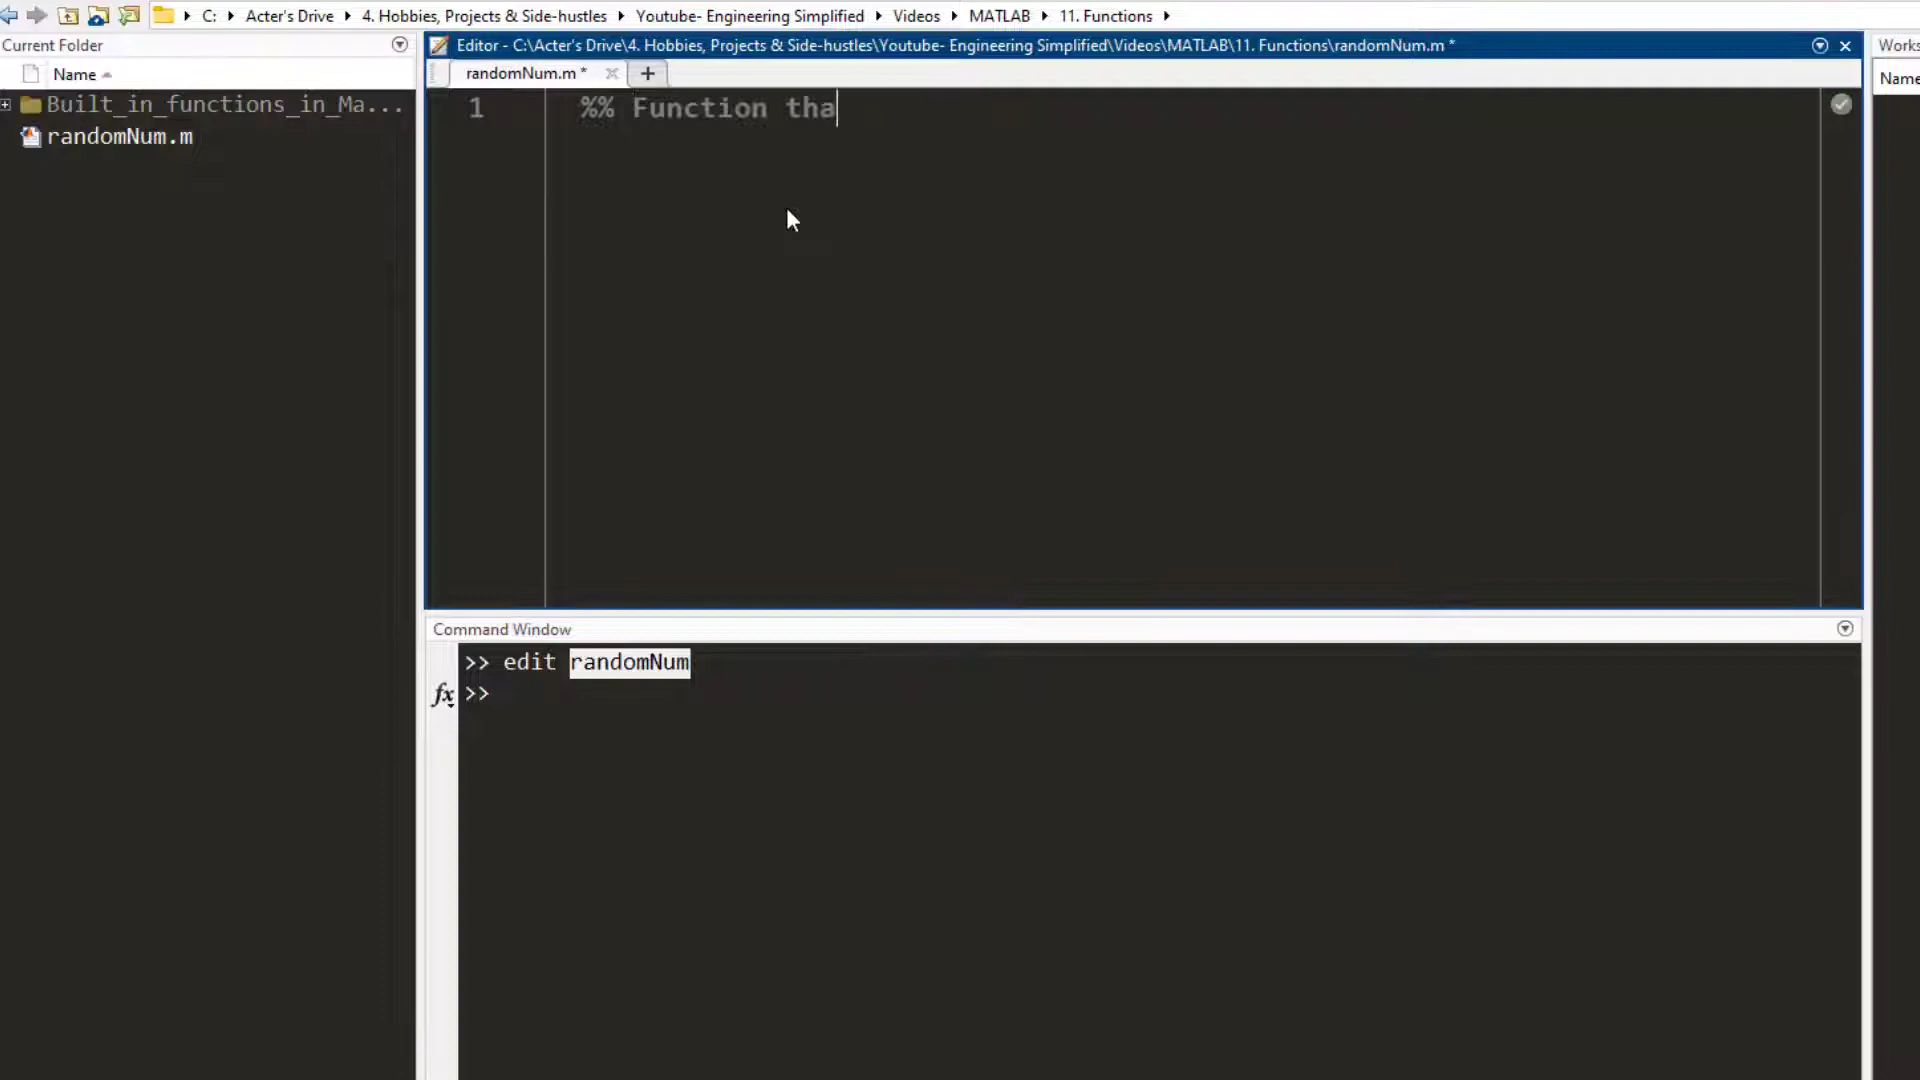 C: Acter's Drive 4. Hobbies, Projects & Side-hustles Youtube- Engineering Simplified Videos MATLAB 11. Functions
Current Folder
Name
Built_in_functions_in_Ma...
randomNum.m
Editor - C:\Acter's Drive\4. Hobbies, Projects & Side-hustles\Youtube- Engineering Simplified\Videos\MATLAB\11. Functions\randomNum.m *
randomNum.m *
1 %% Function tha
Command Window
>> edit randomNum
fx >>
Works
Name